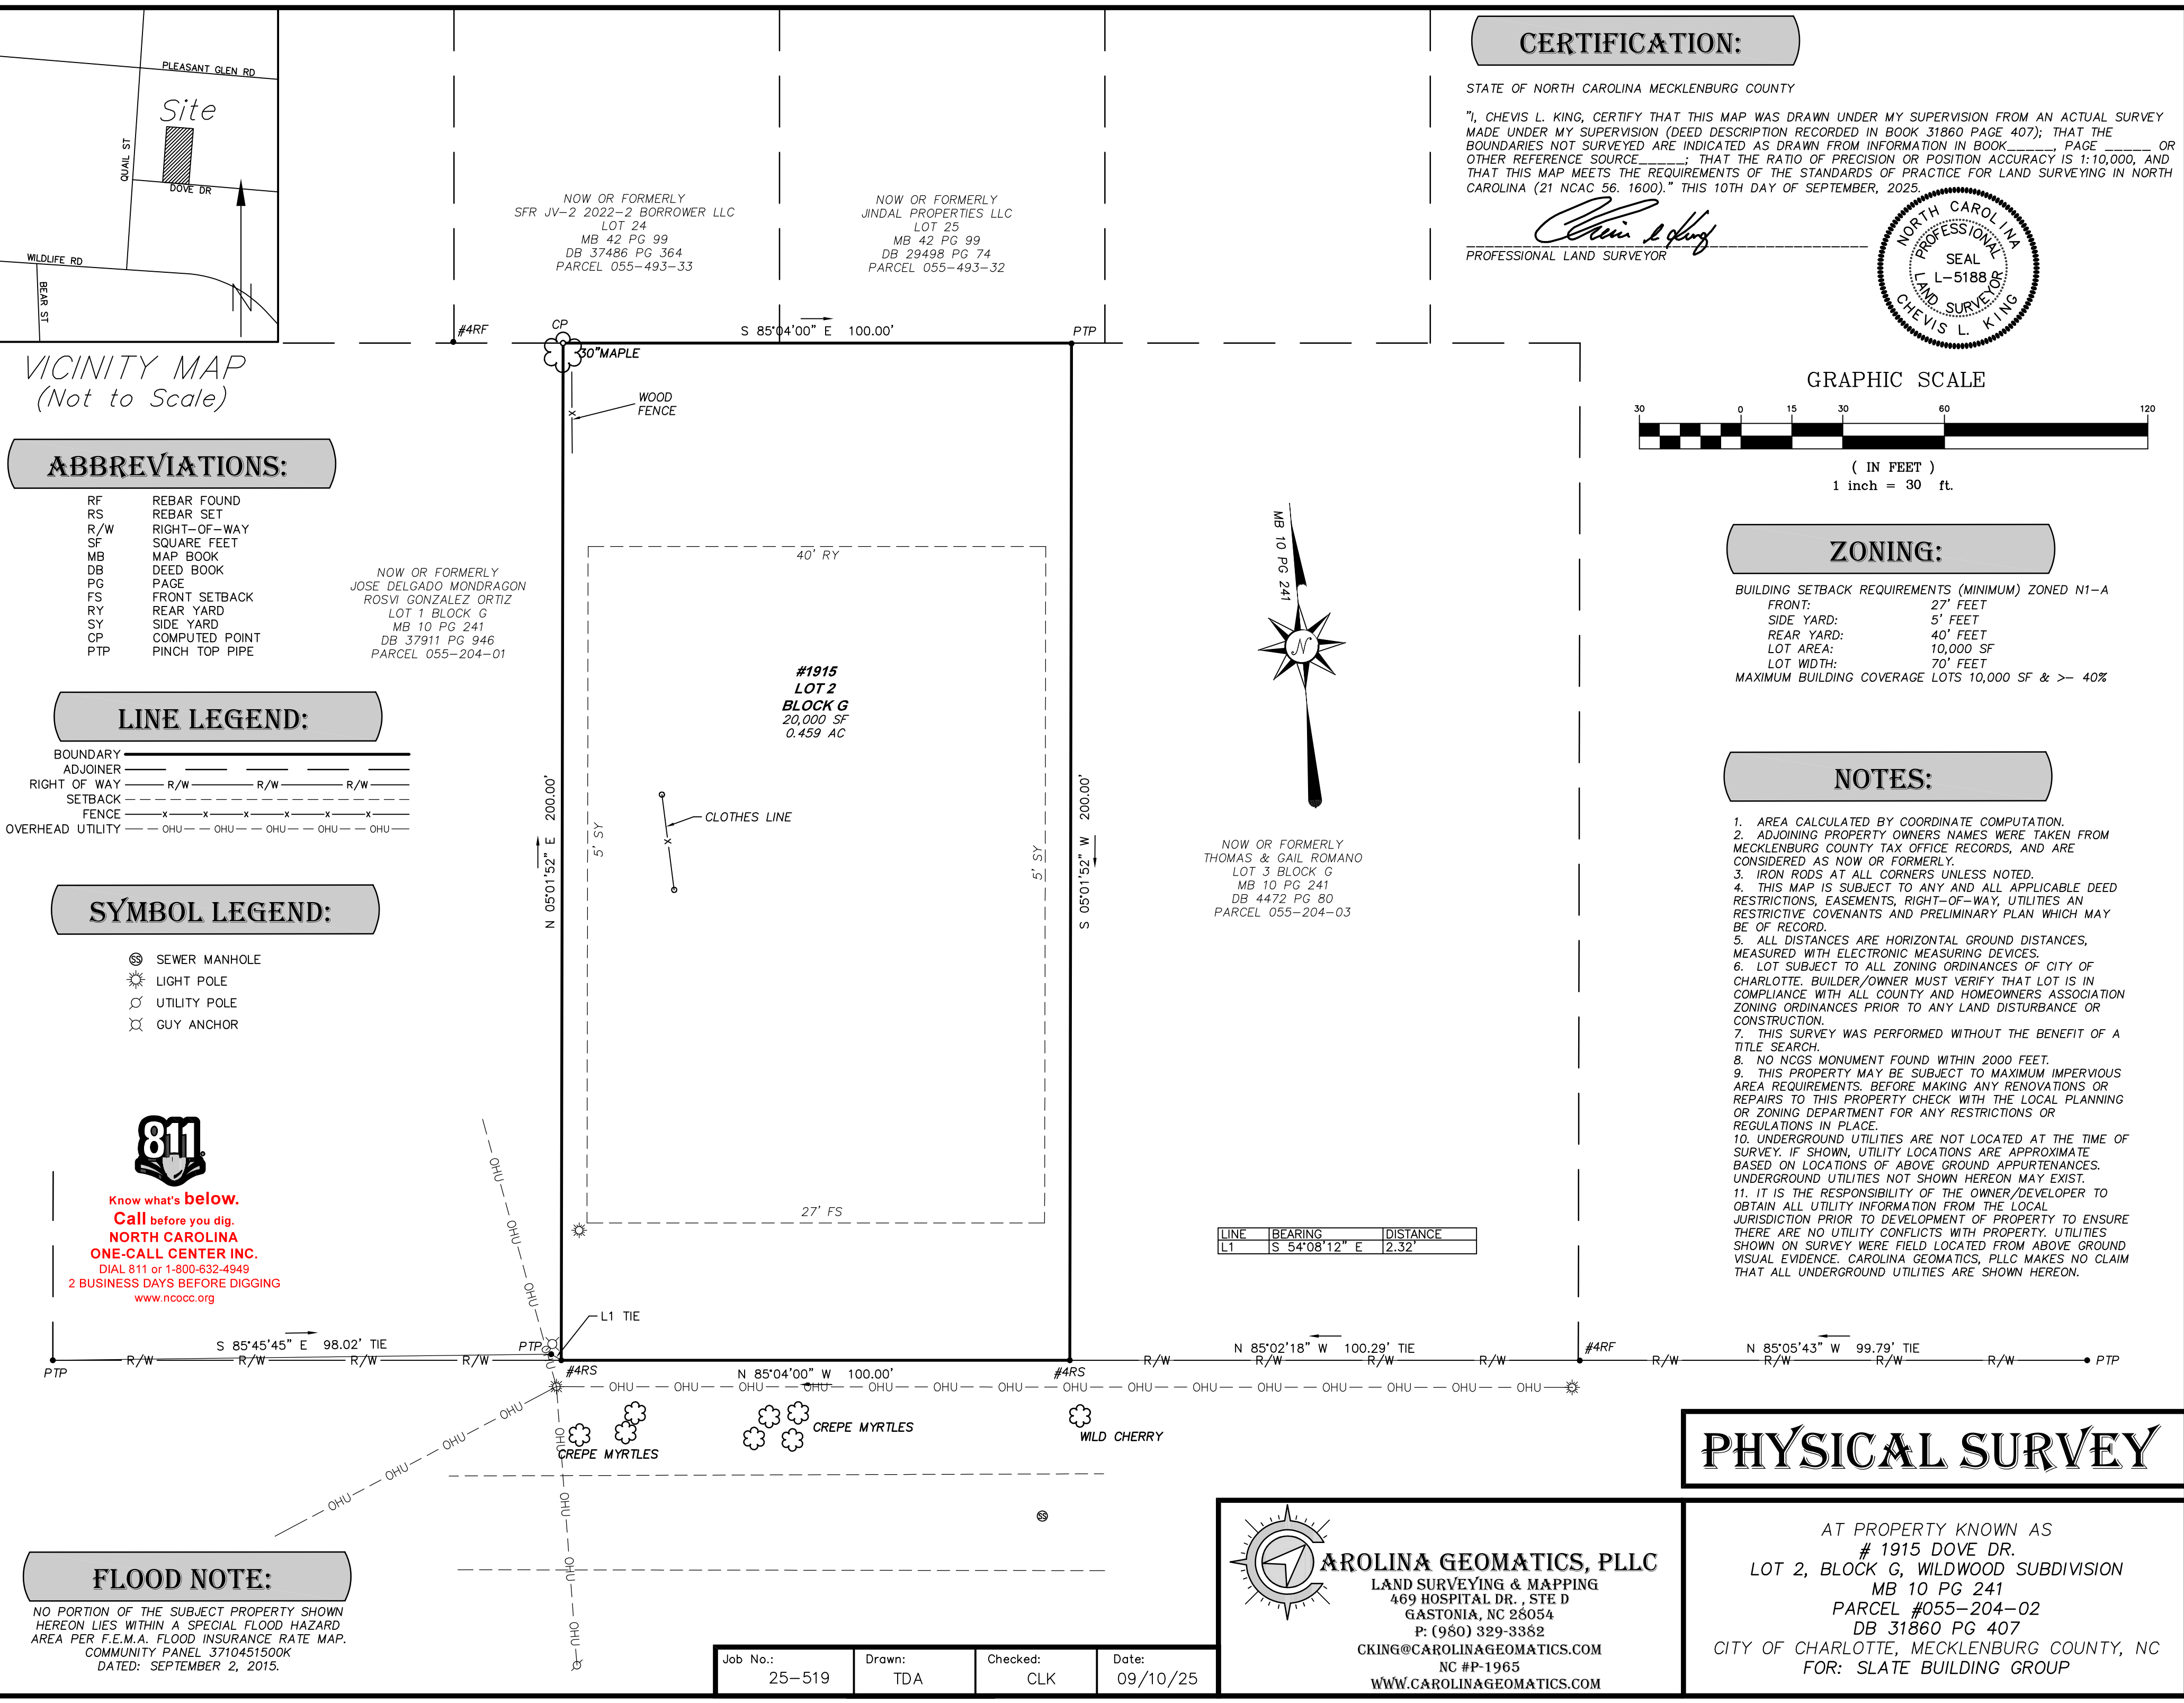 PLEASANT GLEN RD
Site
QUAIL ST
DOVE DR
WILDLIFE RD
BEAR ST
N
VICINITY MAP
(Not to Scale)
ABBREVIATIONS:
RF REBAR FOUND
RS REBAR SET
R/W RIGHT-OF-WAY
SF SQUARE FEET
MB MAP BOOK
DB DEED BOOK
PG PAGE
FS FRONT SETBACK
RY REAR YARD
SY SIDE YARD
CP COMPUTED POINT
PTP PINCH TOP PIPE
LINE LEGEND:
BOUNDARY
ADJOINER
RIGHT OF WAY R/W R/W R/W
SETBACK
FENCE x x x x x x
OVERHEAD UTILITY OHU OHU OHU OHU OHU
SYMBOL LEGEND:
SS SEWER MANHOLE
LIGHT POLE
UTILITY POLE
GUY ANCHOR
811
Know what's below.
Call before you dig.
NORTH CAROLINA
ONE-CALL CENTER INC.
DIAL 811 or 1-800-632-4949
2 BUSINESS DAYS BEFORE DIGGING
www.ncocc.org
FLOOD NOTE:
NO PORTION OF THE SUBJECT PROPERTY SHOWN
HEREON LIES WITHIN A SPECIAL FLOOD HAZARD
AREA PER F.E.M.A. FLOOD INSURANCE RATE MAP.
COMMUNITY PANEL 3710451500K
DATED: SEPTEMBER 2, 2015.
NOW OR FORMERLY
SFR JV-2 2022-2 BORROWER LLC
LOT 24
MB 42 PG 99
DB 37486 PG 364
PARCEL 055-493-33
NOW OR FORMERLY
JINDAL PROPERTIES LLC
LOT 25
MB 42 PG 99
DB 29498 PG 74
PARCEL 055-493-32
#4RF
CP
S 85°04'00" E 100.00'
PTP
30"MAPLE
WOOD
FENCE
x
40' RY
NOW OR FORMERLY
JOSE DELGADO MONDRAGON
ROSVI GONZALEZ ORTIZ
LOT 1 BLOCK G
MB 10 PG 241
DB 37911 PG 946
PARCEL 055-204-01
#1915
LOT 2
BLOCK G
20,000 SF
0.459 AC
MB 10 PG 241
N
N 05°01'52" E 200.00'
5' SY
CLOTHES LINE
x
5' SY
S 05°01'52" W 200.00'
NOW OR FORMERLY
THOMAS & GAIL ROMANO
LOT 3 BLOCK G
MB 10 PG 241
DB 4472 PG 80
PARCEL 055-204-03
27' FS
LINE BEARING DISTANCE
L1 S 54°08'12" E 2.32'
OHU
OHU
OHU
OHU
L1 TIE
S 85°45'45" E 98.02' TIE
PTP
R/W R/W R/W R/W
PTP
#4RS
N 85°04'00" W 100.00'
#4RS
N 85°02'18" W 100.29' TIE
R/W R/W R/W R/W
#4RF
N 85°05'43" W 99.79' TIE
R/W R/W R/W R/W
PTP
OHU OHU OHU OHU OHU OHU OHU OHU OHU OHU OHU OHU OHU OHU OHU
CREPE MYRTLES
CREPE MYRTLES
WILD CHERRY
OHU
OHU
OHU
OHU
OHU
OHU
OHU
OHU
SS
Job No.: Drawn: Checked: Date:
25-519 TDA CLK 09/10/25
CERTIFICATION:
STATE OF NORTH CAROLINA MECKLENBURG COUNTY
"I, CHEVIS L. KING, CERTIFY THAT THIS MAP WAS DRAWN UNDER MY SUPERVISION FROM AN ACTUAL SURVEY
MADE UNDER MY SUPERVISION (DEED DESCRIPTION RECORDED IN BOOK 31860 PAGE 407); THAT THE
BOUNDARIES NOT SURVEYED ARE INDICATED AS DRAWN FROM INFORMATION IN BOOK_____, PAGE _____ OR
OTHER REFERENCE SOURCE_____; THAT THE RATIO OF PRECISION OR POSITION ACCURACY IS 1:10,000, AND
THAT THIS MAP MEETS THE REQUIREMENTS OF THE STANDARDS OF PRACTICE FOR LAND SURVEYING IN NORTH
CAROLINA (21 NCAC 56. 1600)." THIS 10TH DAY OF SEPTEMBER, 2025.
PROFESSIONAL LAND SURVEYOR
NORTH CAROLINA
PROFESSIONAL
SEAL
L-5188
LAND SURVEYOR
CHEVIS L. KING
GRAPHIC SCALE
30 0 15 30 60 120
( IN FEET )
1 inch = 30 ft.
ZONING:
BUILDING SETBACK REQUIREMENTS (MINIMUM) ZONED N1-A
FRONT: 27' FEET
SIDE YARD: 5' FEET
REAR YARD: 40' FEET
LOT AREA: 10,000 SF
LOT WIDTH: 70' FEET
MAXIMUM BUILDING COVERAGE LOTS 10,000 SF & >- 40%
NOTES:
1. AREA CALCULATED BY COORDINATE COMPUTATION.
2. ADJOINING PROPERTY OWNERS NAMES WERE TAKEN FROM
MECKLENBURG COUNTY TAX OFFICE RECORDS, AND ARE
CONSIDERED AS NOW OR FORMERLY.
3. IRON RODS AT ALL CORNERS UNLESS NOTED.
4. THIS MAP IS SUBJECT TO ANY AND ALL APPLICABLE DEED
RESTRICTIONS, EASEMENTS, RIGHT-OF-WAY, UTILITIES AN
RESTRICTIVE COVENANTS AND PRELIMINARY PLAN WHICH MAY
BE OF RECORD.
5. ALL DISTANCES ARE HORIZONTAL GROUND DISTANCES,
MEASURED WITH ELECTRONIC MEASURING DEVICES.
6. LOT SUBJECT TO ALL ZONING ORDINANCES OF CITY OF
CHARLOTTE. BUILDER/OWNER MUST VERIFY THAT LOT IS IN
COMPLIANCE WITH ALL COUNTY AND HOMEOWNERS ASSOCIATION
ZONING ORDINANCES PRIOR TO ANY LAND DISTURBANCE OR
CONSTRUCTION.
7. THIS SURVEY WAS PERFORMED WITHOUT THE BENEFIT OF A
TITLE SEARCH.
8. NO NCGS MONUMENT FOUND WITHIN 2000 FEET.
9. THIS PROPERTY MAY BE SUBJECT TO MAXIMUM IMPERVIOUS
AREA REQUIREMENTS. BEFORE MAKING ANY RENOVATIONS OR
REPAIRS TO THIS PROPERTY CHECK WITH THE LOCAL PLANNING
OR ZONING DEPARTMENT FOR ANY RESTRICTIONS OR
REGULATIONS IN PLACE.
10. UNDERGROUND UTILITIES ARE NOT LOCATED AT THE TIME OF
SURVEY. IF SHOWN, UTILITY LOCATIONS ARE APPROXIMATE
BASED ON LOCATIONS OF ABOVE GROUND APPURTENANCES.
UNDERGROUND UTILITIES NOT SHOWN HEREON MAY EXIST.
11. IT IS THE RESPONSIBILITY OF THE OWNER/DEVELOPER TO
OBTAIN ALL UTILITY INFORMATION FROM THE LOCAL
JURISDICTION PRIOR TO DEVELOPMENT OF PROPERTY TO ENSURE
THERE ARE NO UTILITY CONFLICTS WITH PROPERTY. UTILITIES
SHOWN ON SURVEY WERE FIELD LOCATED FROM ABOVE GROUND
VISUAL EVIDENCE. CAROLINA GEOMATICS, PLLC MAKES NO CLAIM
THAT ALL UNDERGROUND UTILITIES ARE SHOWN HEREON.
PHYSICAL SURVEY
CAROLINA GEOMATICS, PLLC
LAND SURVEYING & MAPPING
469 HOSPITAL DR. , STE D
GASTONIA, NC 28054
P: (980) 329-3382
CKING@CAROLINAGEOMATICS.COM
NC #P-1965
WWW.CAROLINAGEOMATICS.COM
AT PROPERTY KNOWN AS
# 1915 DOVE DR.
LOT 2, BLOCK G, WILDWOOD SUBDIVISION
MB 10 PG 241
PARCEL #055-204-02
DB 31860 PG 407
CITY OF CHARLOTTE, MECKLENBURG COUNTY, NC
FOR: SLATE BUILDING GROUP